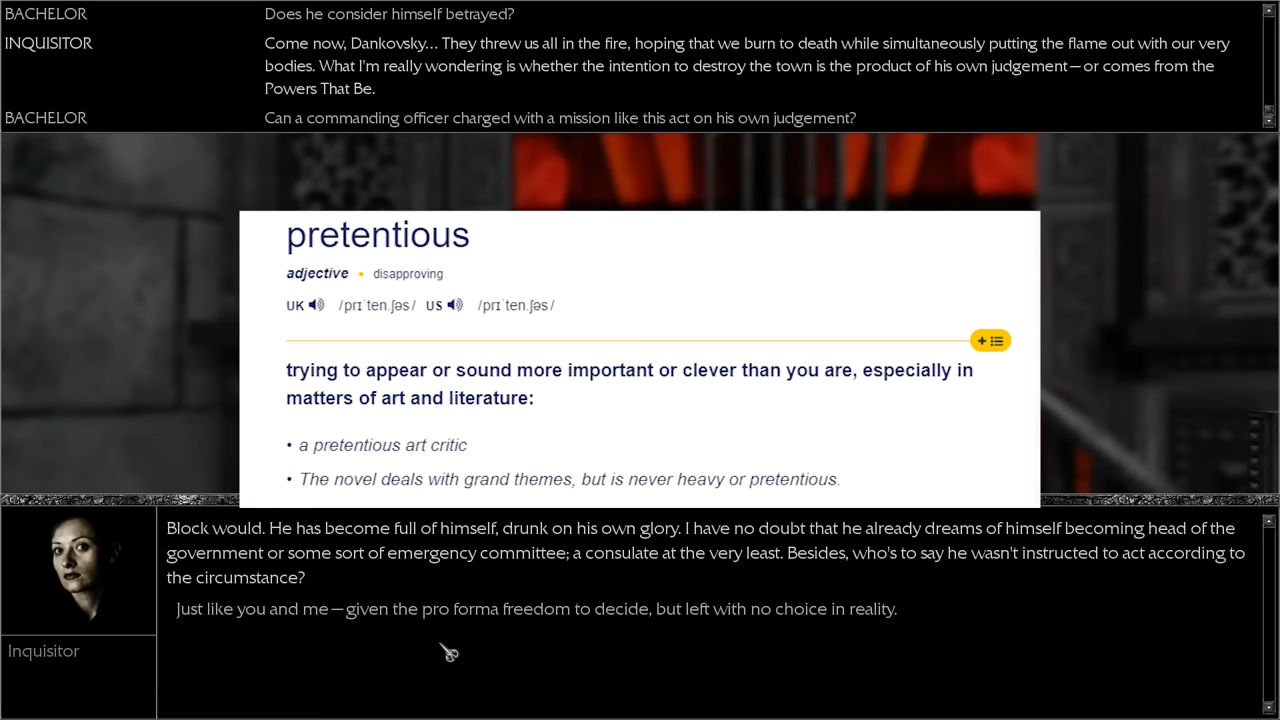 BACHELOR Does he consider himself betrayed?
INQUISITOR Come now, Dankovsky... They threw us all in the fire, hoping that we burn to death while simultaneously putting the flame out with our very
bodies. What I'm really wondering is whether the intention to destroy the town is the product of his own judgement – or comes from the
Powers That Be.
BACHELOR Can a commanding officer charged with a mission like this act on his own judgement?
pretentious
adjective • disapproving
UK /prɪˈten.ʃəs/ US /prɪˈten.ʃəs/
trying to appear or sound more important or clever than you are, especially in
matters of art and literature:
• a pretentious art critic
• The novel deals with grand themes, but is never heavy or pretentious.
Block would. He has become full of himself, drunk on his own glory. I have no doubt that he already dreams of himself becoming head of the
government or some sort of emergency committee; a consulate at the very least. Besides, who's to say he wasn't instructed to act according to
the circumstance?
Just like you and me – given the pro forma freedom to decide, but left with no choice in reality.
Inquisitor